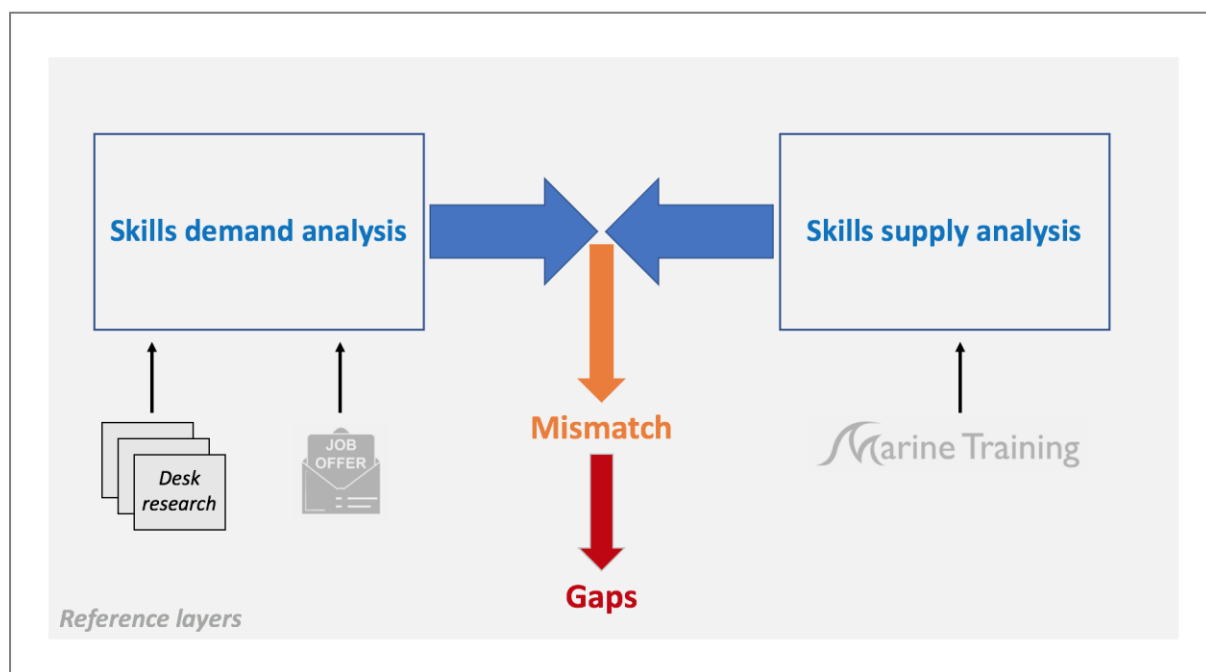 Skills demand analysis
Skills supply analysis
Desk
research
JOB
OFFER
Mismatch
Marine Training
Gaps
Reference layers